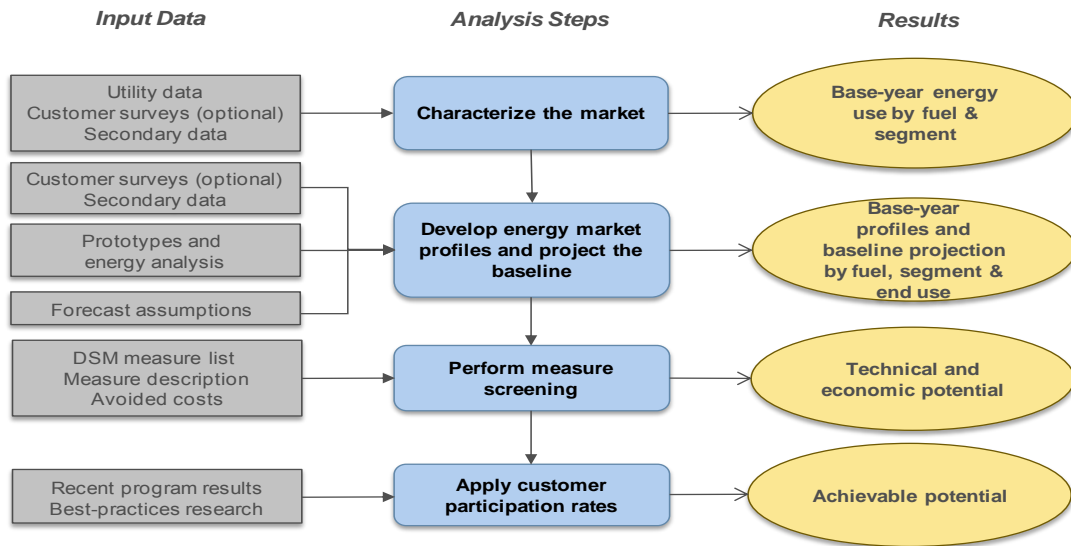 Input Data
Analysis Steps
Results
Utility data
Customer surveys (optional)
Secondary data
Characterize the market
Base-year energy
use by fuel &
segment
Customer surveys (optional)
Secondary data
Prototypes and
energy analysis
Forecast assumptions
Develop energy market
profiles and project the
baseline
Base-year
profiles and
baseline projection
by fuel, segment &
end use
DSM measure list
Measure description
Avoided costs
Perform measure
screening
Technical and
economic potential
Recent program results
Best-practices research
Apply customer
participation rates
Achievable potential